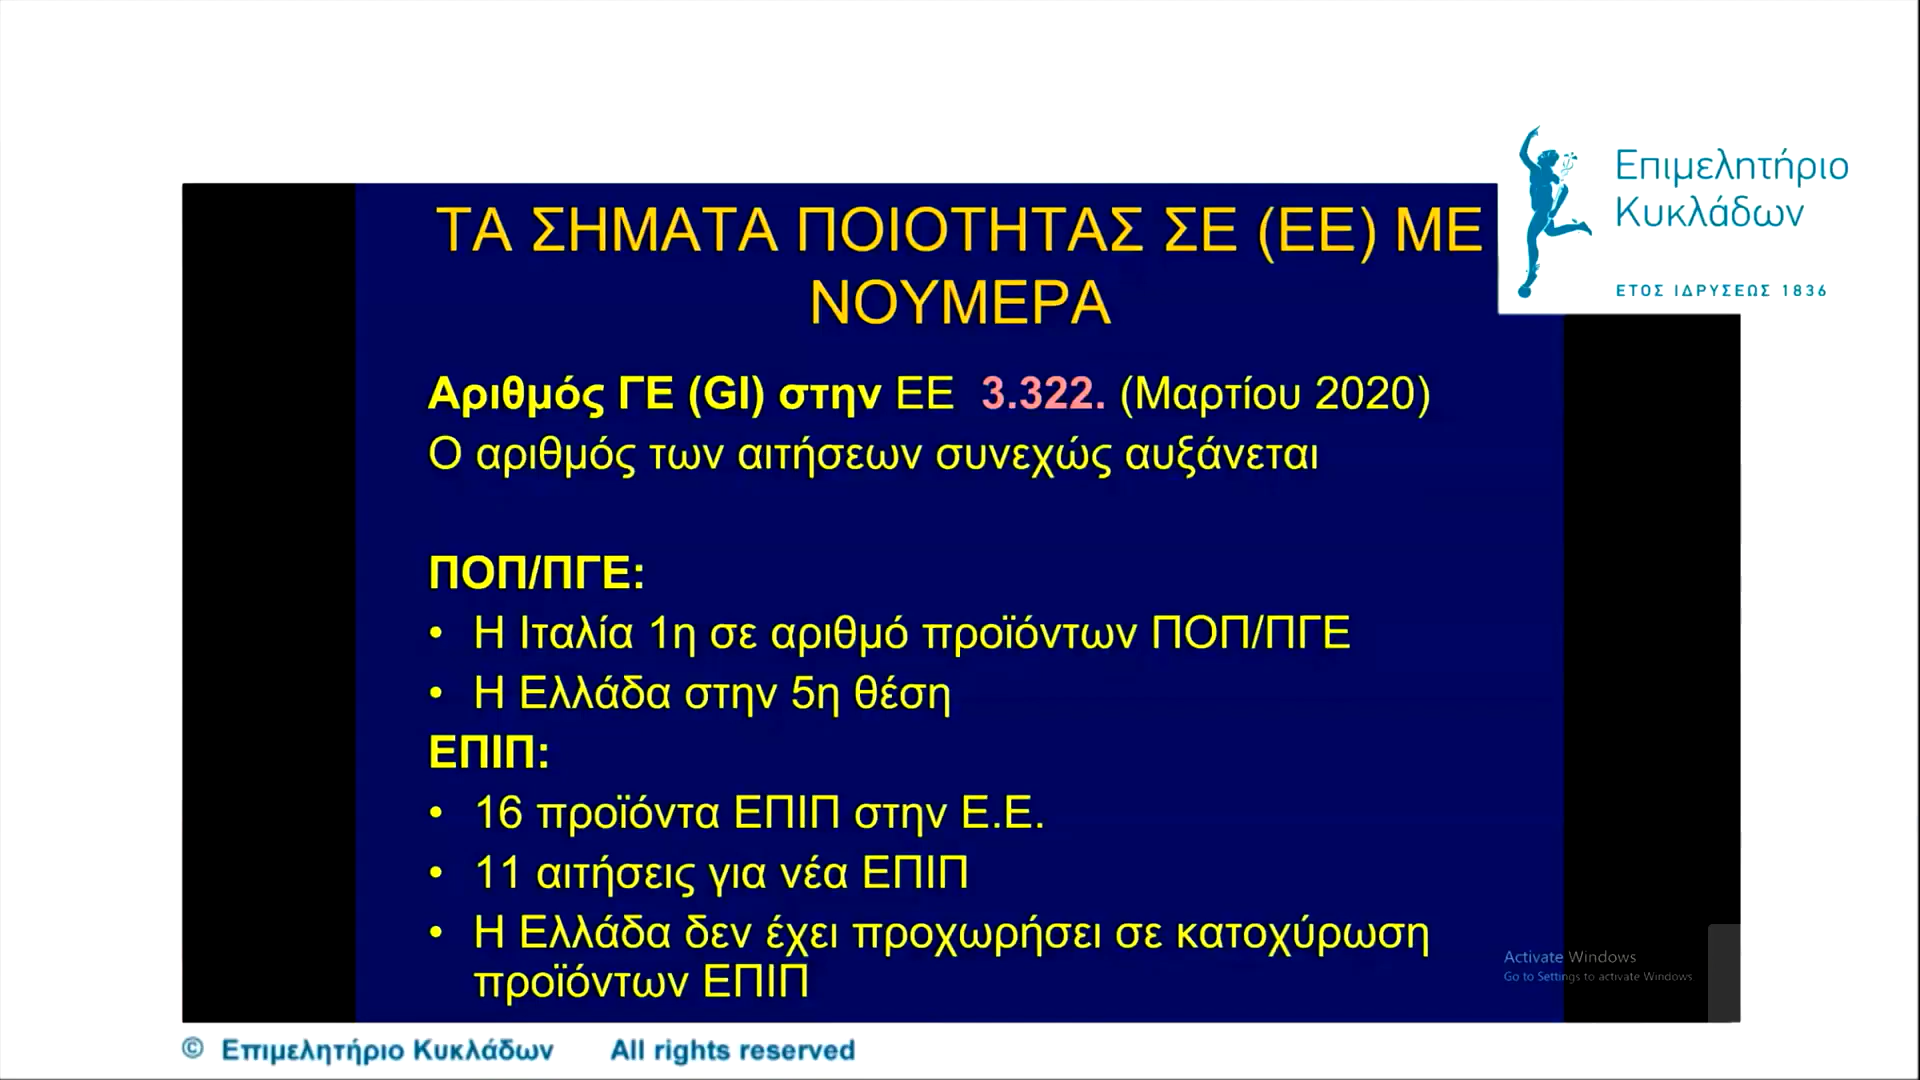 Επιμελητήριο
Κυκλάδων
ΕΤΟΣ ΙΔΡΥΣΕΩΣ 1836
ΤΑ ΣΗΜΑΤΑ ΠΟΙΟΤΗΤΑΣ ΣΕ (ΕΕ) ΜΕ
ΝΟΥΜΕΡΑ
Αριθμός ΓΕ (GI) στην ΕΕ 3.322. (Μαρτίου 2020)
Ο αριθμός των αιτήσεων συνεχώς αυξάνεται
ΠΟΠ/ΠΓΕ:
• Η Ιταλία 1η σε αριθμό προϊόντων ΠΟΠ/ΠΓΕ
• Η Ελλάδα στην 5η θέση
ΕΠΙΠ:
• 16 προϊόντα ΕΠΙΠ στην Ε.Ε.
• 11 αιτήσεις για νέα ΕΠΙΠ
• Η Ελλάδα δεν έχει προχωρήσει σε κατοχύρωση
προϊόντων ΕΠΙΠ
Activate Windows
Go to Settings to activate Windows.
© Επιμελητήριο Κυκλάδων All rights reserved